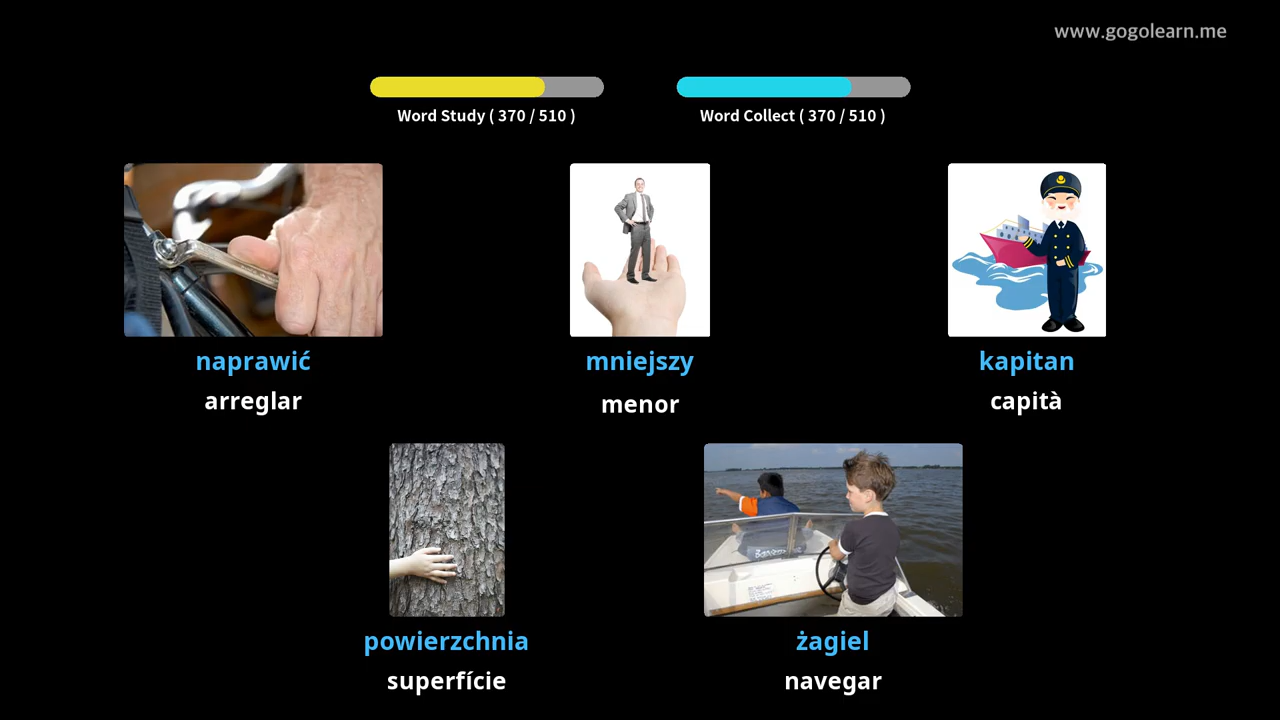 www.gogolearn.me
Word Study ( 370 / 510 )
Word Collect ( 370 / 510 )
naprawić
arreglar
mniejszy
menor
kapitan
capità
powierzchnia
superfície
żagiel
navegar